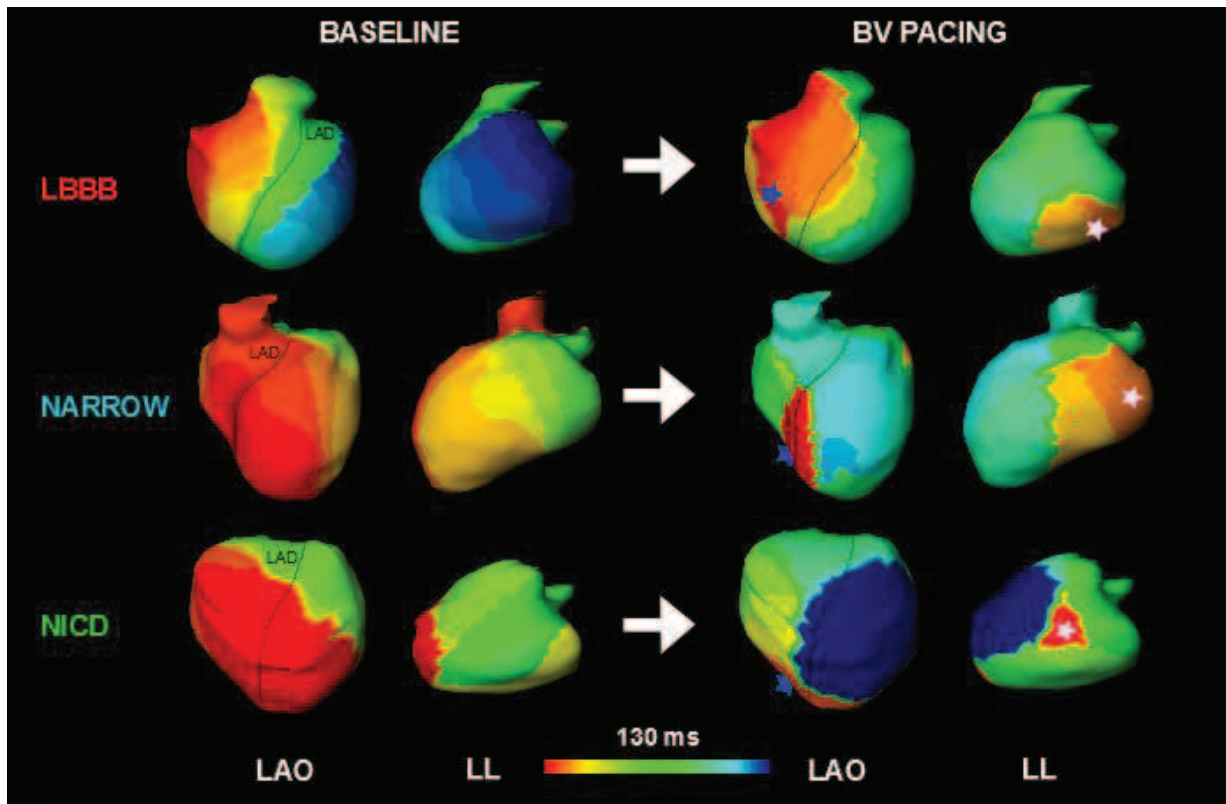 BASELINE BV PACING
LBBB
LAD
NARROW
LAD
NICD
LAD
130 ms
LAO LL LAO LL